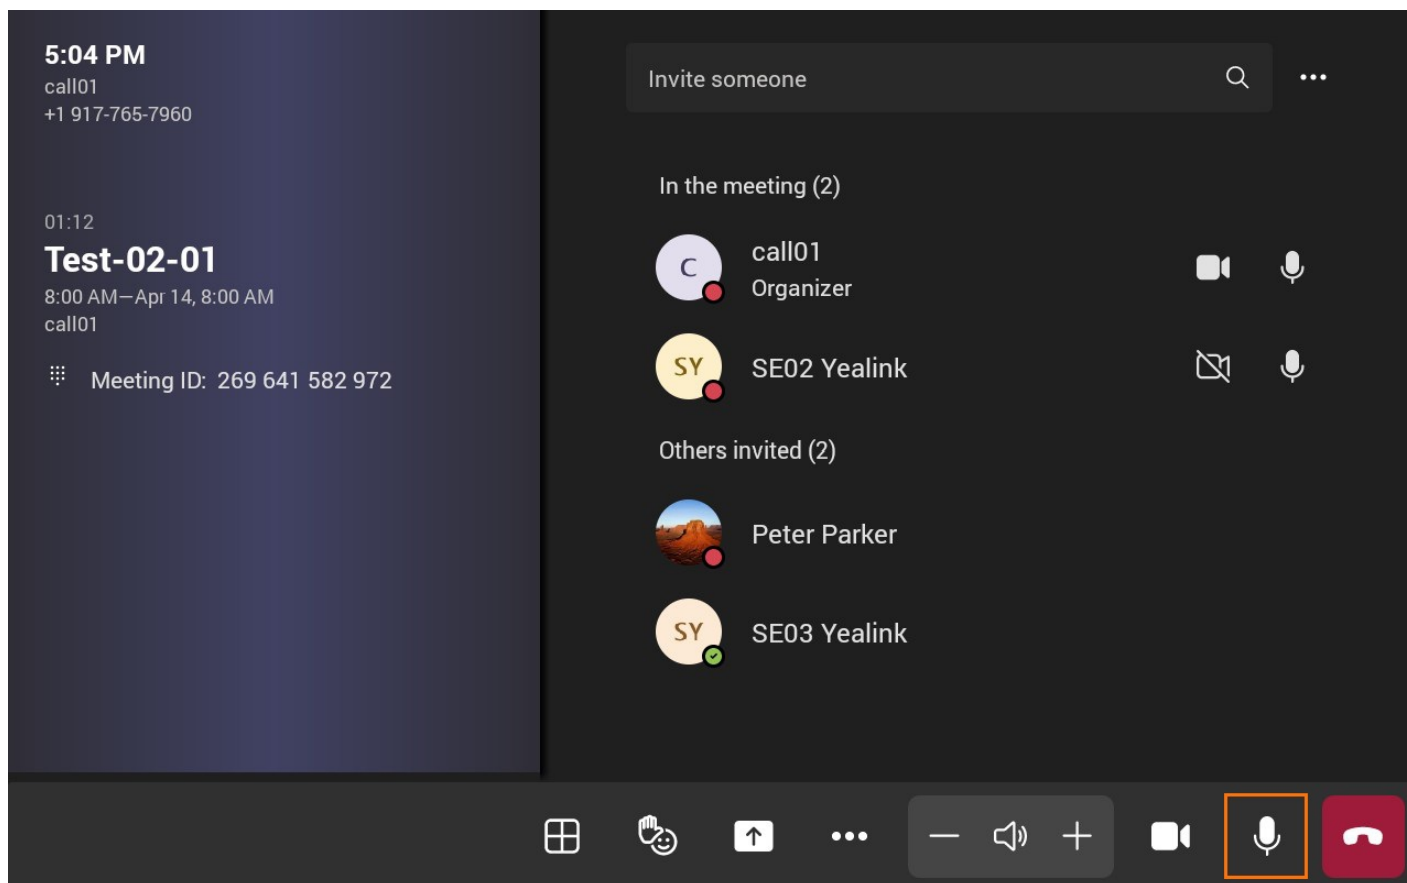 5:04 PM
call01
+1 917-765-7960
01:12
Test-02-01
8:00 AM—Apr 14, 8:00 AM
call01
Meeting ID: 269 641 582 972
Invite someone
In the meeting (2)
C
call01
Organizer
SY
SE02 Yealink
Others invited (2)
Peter Parker
SY
SE03 Yealink